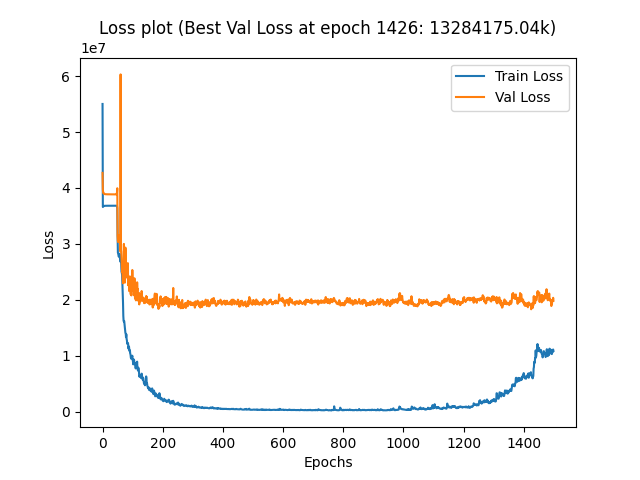 Loss plot (Best Val Loss at epoch 1426: 13284175.04k)
1e7
Train Loss
Val Loss
6
5
4
3
2
1
0
Loss
0 200 400 600 800 1000 1200 1400
Epochs